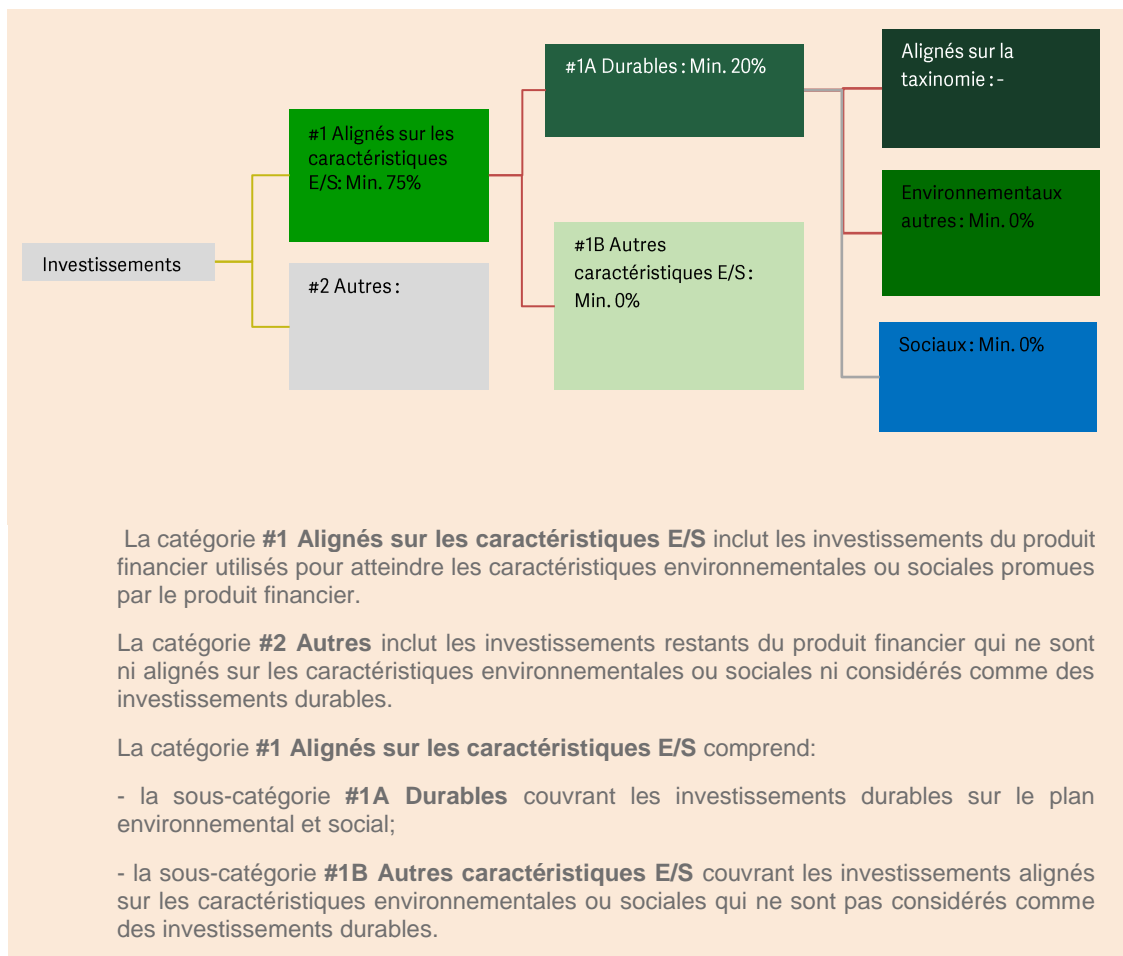 Investissements
#1 Alignés sur les
caractéristiques
E/S: Min. 75%
#2 Autres :
#1A Durables : Min. 20%
#1B Autres
caractéristiques E/S :
Min. 0%
Alignés sur la
taxinomie : -
Environnementaux
autres : Min. 0%
Sociaux : Min. 0%
La catégorie #1 Alignés sur les caractéristiques E/S inclut les investissements du produit
financier utilisés pour atteindre les caractéristiques environnementales ou sociales promues
par le produit financier.
La catégorie #2 Autres inclut les investissements restants du produit financier qui ne sont
ni alignés sur les caractéristiques environnementales ou sociales ni considérés comme des
investissements durables.
La catégorie #1 Alignés sur les caractéristiques E/S comprend:
- la sous-catégorie #1A Durables couvrant les investissements durables sur le plan
environnemental et social;
- la sous-catégorie #1B Autres caractéristiques E/S couvrant les investissements alignés
sur les caractéristiques environnementales ou sociales qui ne sont pas considérés comme
des investissements durables.